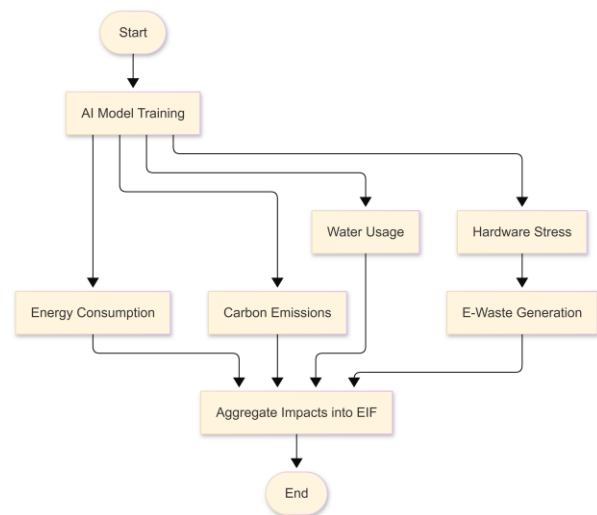 Start
AI Model Training
Water Usage
Hardware Stress
Energy Consumption
Carbon Emissions
E-Waste Generation
Aggregate Impacts into EIF
End